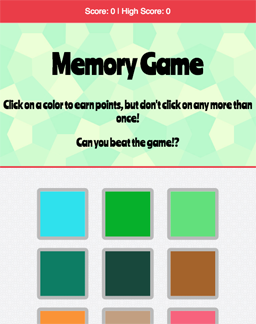 Score: 0 | High Score: 0
Memory Game
Click on a color to earn points, but don't click on any more than
once!
Can you beat the game!?